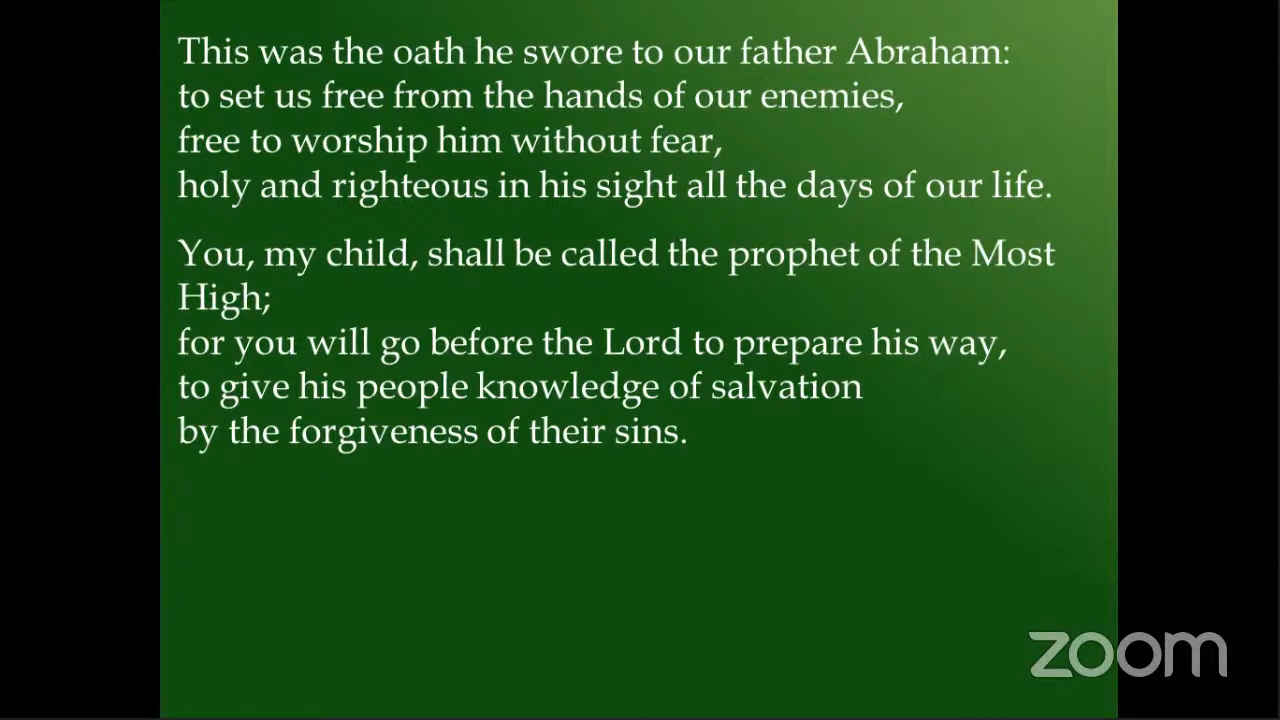 This was the oath he swore to our father Abraham:
to set us free from the hands of our enemies,
free to worship him without fear,
holy and righteous in his sight all the days of our life.
You, my child, shall be called the prophet of the Most
High;
for you will go before the Lord to prepare his way,
to give his people knowledge of salvation
by the forgiveness of their sins.
zoom